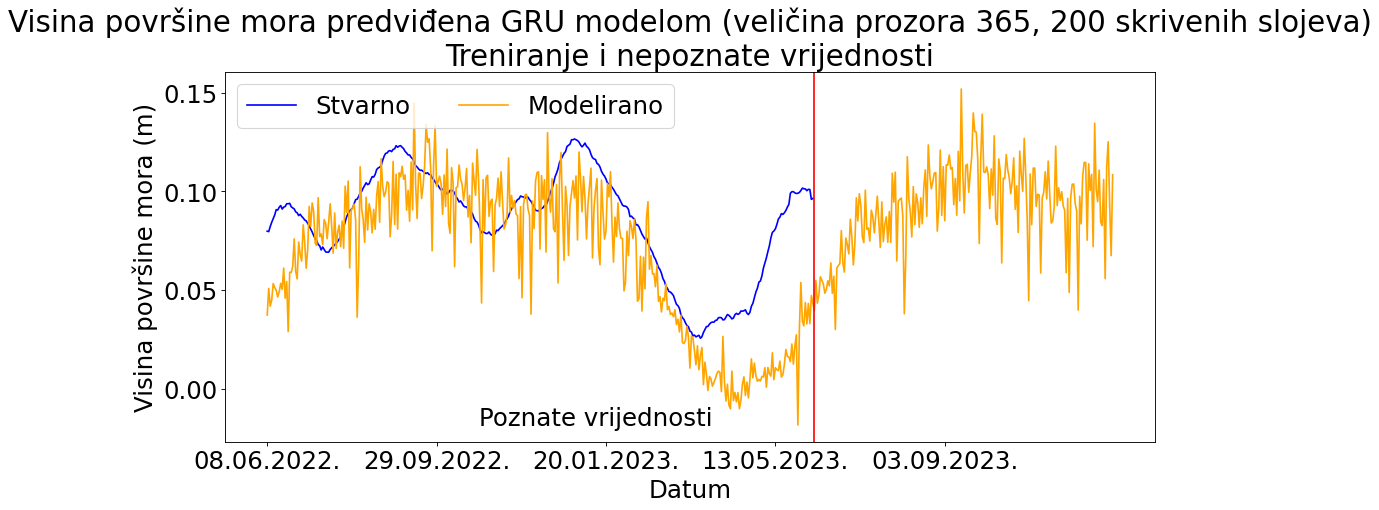 Visina površine mora predviđena GRU modelom (veličina prozora 365, 200 skrivenih slojeva)
Treniranje i nepoznate vrijednosti
Stvarno
Modelirano
Visina površine mora (m)
0.15
0.10
0.05
0.00
Poznate vrijednosti
08.06.2022.
29.09.2022.
20.01.2023.
13.05.2023.
03.09.2023.
Datum